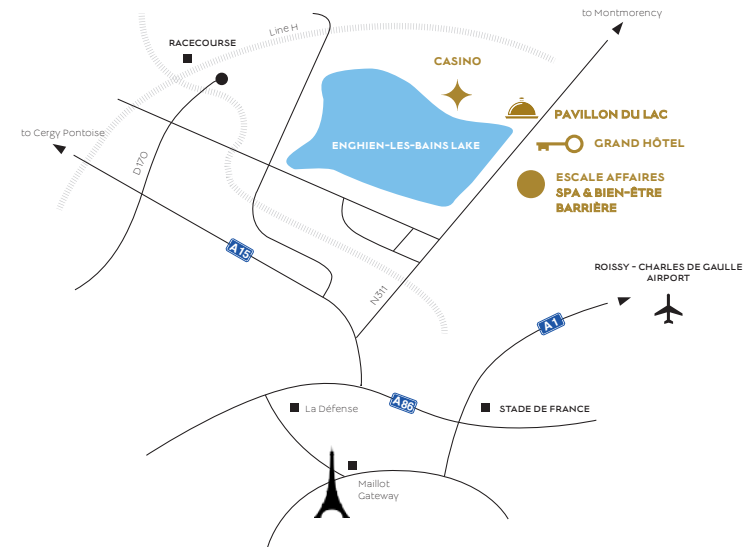 to Montmorency
Line H
RACECOURSE
CASINO
PAVILLON DU LAC
to Cergy Pontoise
ENGHIEN-LES-BAINS LAKE
GRAND HÔTEL
D170
ESCALE AFFAIRES
SPA & BIEN-ÊTRE
BARRIÈRE
A15
ROISSY - CHARLES DE GAULLE
AIRPORT
N311
A1
A86
La Défense
STADE DE FRANCE
Maillot
Gateway